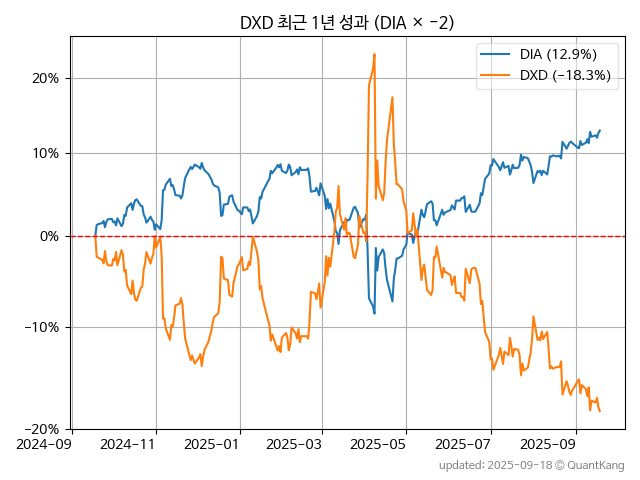 DXD 최근 1년 성과 (DIA × −2)
DIA (12.9%)
DXD (−18.3%)
20%
10%
0%
−10%
−20%
2024-09 2024-11 2025-01 2025-03 2025-05 2025-07 2025-09
updated: 2025-09-18 © QuantKang